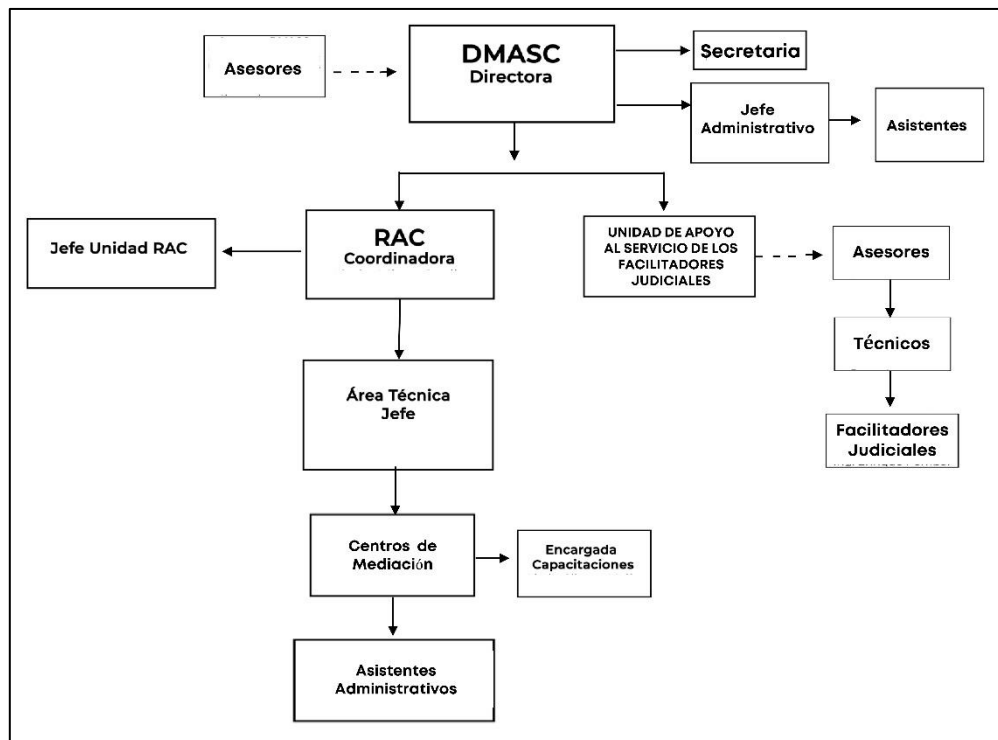 DMASC
Directora
Asesores
Secretaria
Jefe
Administrativo
Asistentes
RAC
Coordinadora
Jefe Unidad RAC
UNIDAD DE APOYO
AL SERVICIO DE LOS
FACILITADORES
JUDICIALES
Asesores
Técnicos
Facilitadores
Judiciales
Área Técnica
Jefe
Centros de
Mediación
Encargada
Capacitaciones
Asistentes
Administrativos